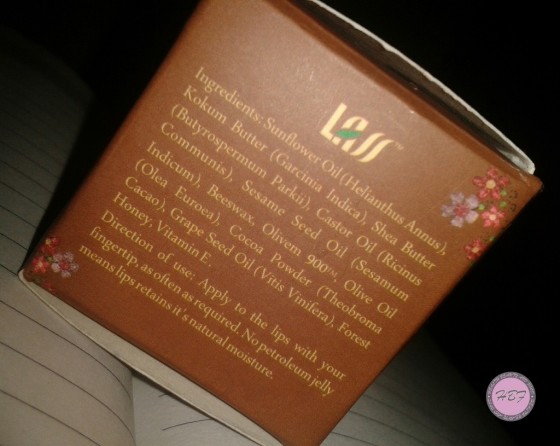 LASS™
Ingredients: Sunflower Oil (Helianthus Annus),
Kokum Butter (Garcinia Indica), Shea Butter
(Butyrospermum Parkii), Castor Oil (Ricinus
Communis), Sesame Seed Oil (Sesamum
Indicum), Beeswax, Olivem 900™, Olive Oil
(Olea Euroea), Cocoa Powder (Theobroma
Cacao), Grape Seed Oil (Vitis Vinifera), Forest
Honey, Vitamin E.
Direction of use: Apply to the lips with your
fingertip, as often as required. No petroleum jelly
means lips retains it's natural moisture.
HBF